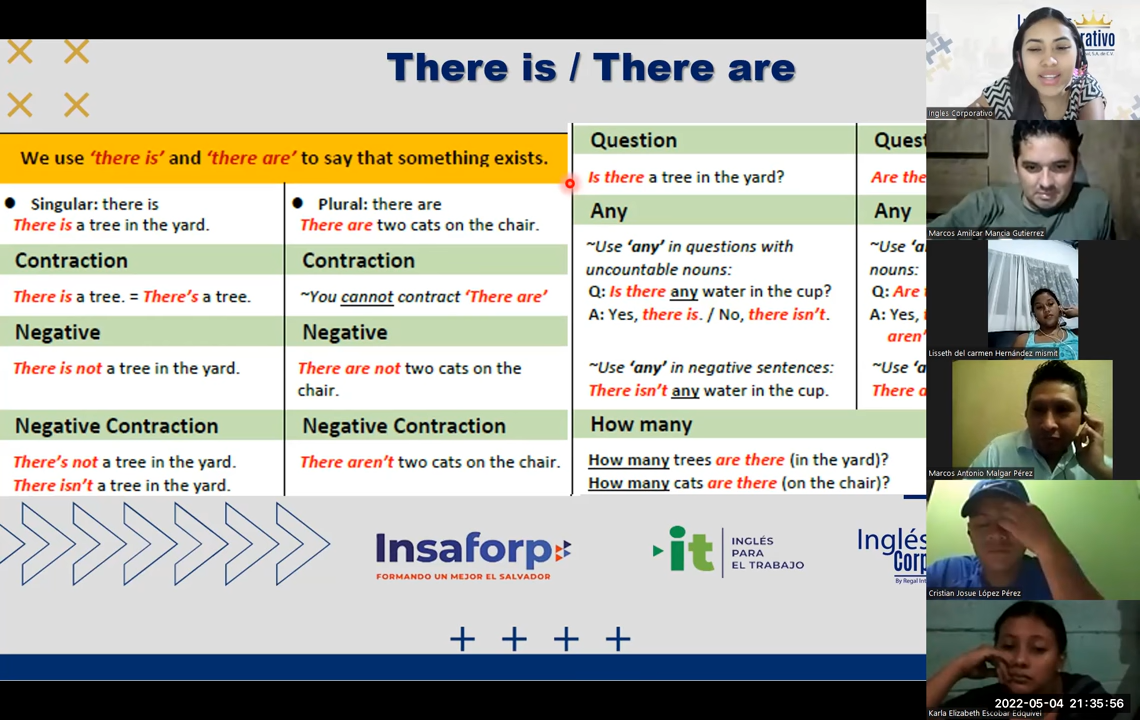 There is / There are
We use ‘there is’ and ‘there are’ to say that something exists.
● Singular: there is
There is a tree in the yard.
Contraction
There is a tree. = There’s a tree.
Negative
There is not a tree in the yard.
Negative Contraction
There’s not a tree in the yard.
There isn’t a tree in the yard.
● Plural: there are
There are two cats on the chair.
Contraction
~You cannot contract ‘There are’
Negative
There are not two cats on the
chair.
Negative Contraction
There aren’t two cats on the chair.
Question
Is there a tree in the yard?
Any
~Use ‘any’ in questions with
uncountable nouns:
Q: Is there any water in the cup?
A: Yes, there is. / No, there isn’t.
~Use ‘any’ in negative sentences:
There isn’t any water in the cup.
Quest
Are the
Any
~Use ‘a
nouns:
Q: Are t
A: Yes, t
aren’
~Use ‘a
There a
How many
How many trees are there (in the yard)?
How many cats are there (on the chair)?
Insaforp
FORMANDO UN MEJOR EL SALVADOR
it
INGLÉS
PARA
EL TRABAJO
Inglés
Corp
By Regal Int
rativo
Ingles Corporativo
Marcos Amilcar Mancia Gutierrez
Lisseth del carmen Hernández mismit
Marcos Antonio Malgar Pérez
Cristian Josue López Pérez
Karla Elizabeth Escobar Edquivel
2022-05-04 21:35:56